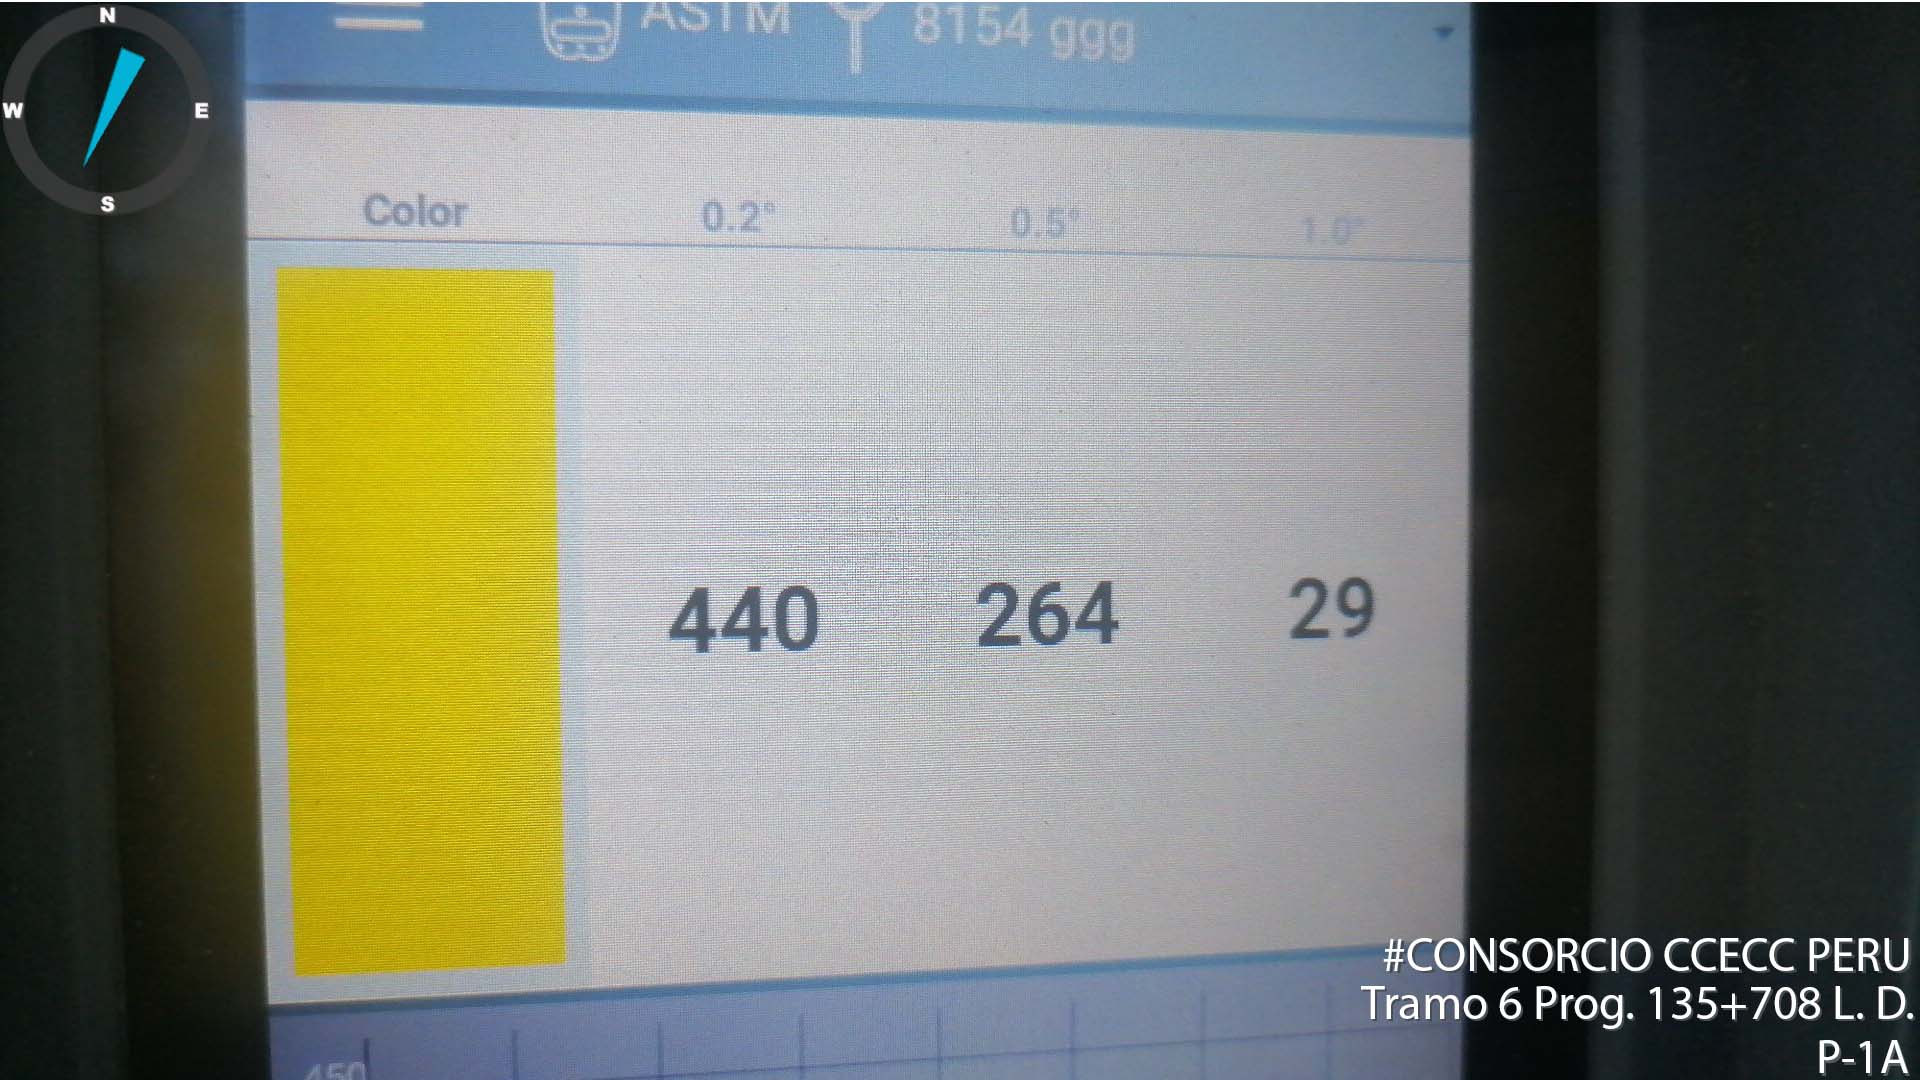 N
W E
S
ASTM 8154 ggg
Color 0.2° 0.5° 1.0°
440 264 29
450
#CONSORCIO CCECC PERU
Tramo 6 Prog. 135+708 L. D.
P-1A